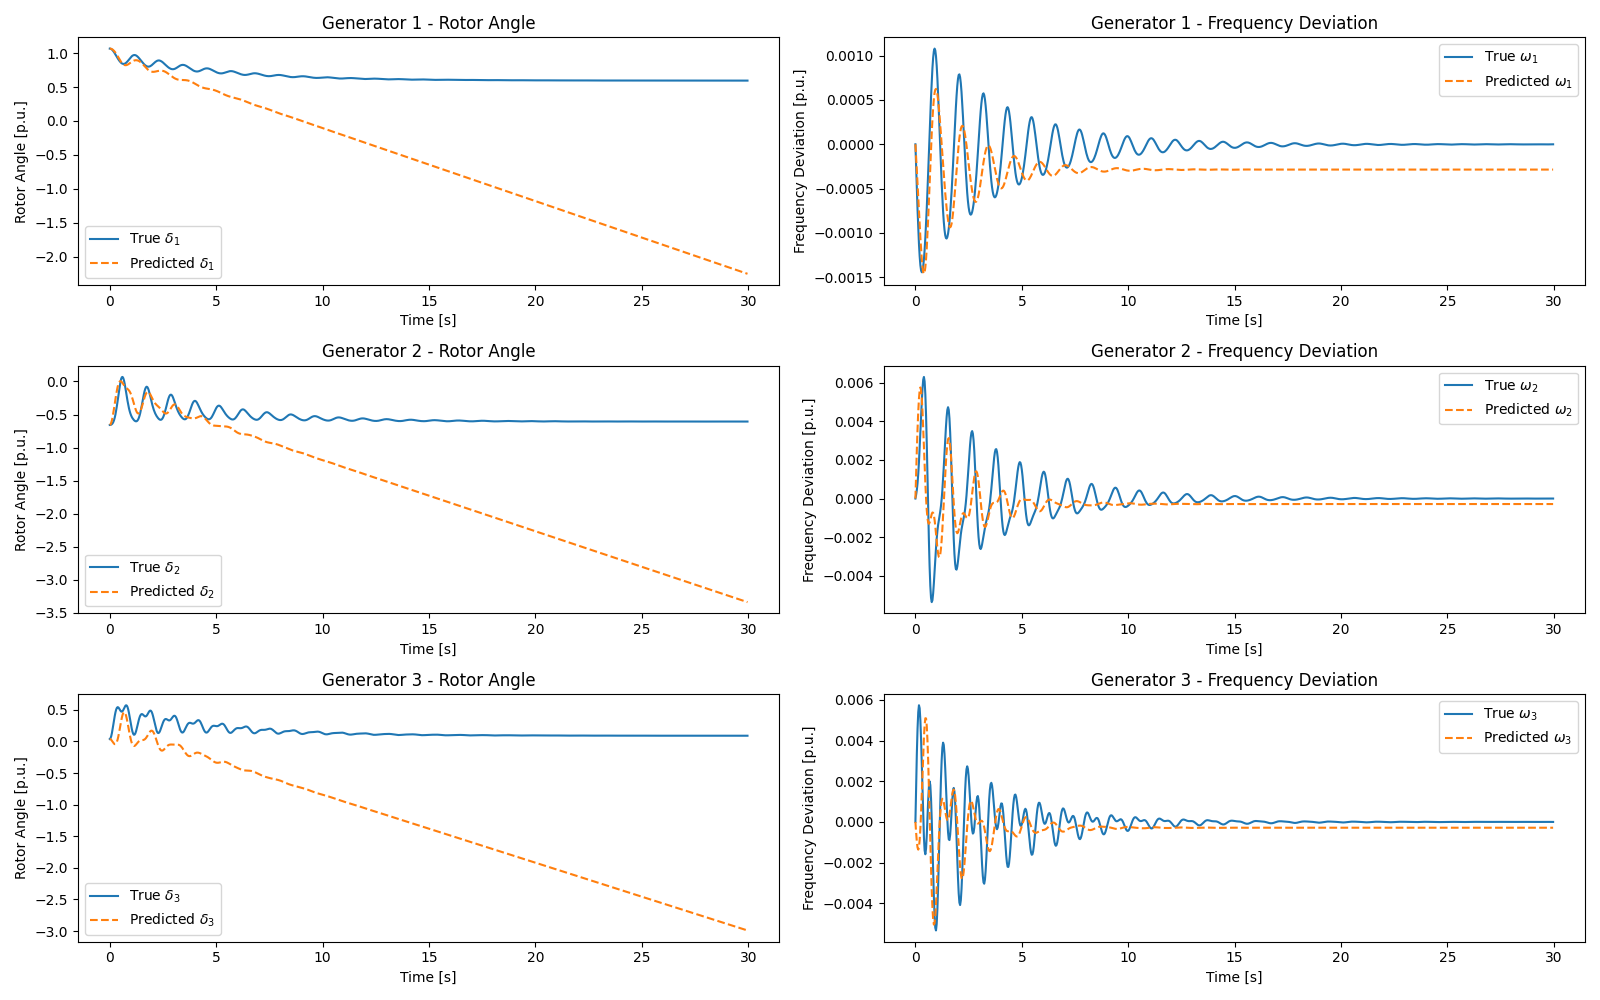 Generator 1 - Rotor Angle
Rotor Angle [p.u.]
1.0
0.5
0.0
−0.5
−1.0
−1.5
−2.0
True δ₁
Predicted δ₁
0 5 10 15 20 25 30
Time [s]
Generator 1 - Frequency Deviation
Frequency Deviation [p.u.]
0.0010
0.0005
0.0000
−0.0005
−0.0010
−0.0015
True ω₁
Predicted ω₁
0 5 10 15 20 25 30
Time [s]
Generator 2 - Rotor Angle
Rotor Angle [p.u.]
0.0
−0.5
−1.0
−1.5
−2.0
−2.5
−3.0
−3.5
True δ₂
Predicted δ₂
0 5 10 15 20 25 30
Time [s]
Generator 2 - Frequency Deviation
Frequency Deviation [p.u.]
0.006
0.004
0.002
0.000
−0.002
−0.004
True ω₂
Predicted ω₂
0 5 10 15 20 25 30
Time [s]
Generator 3 - Rotor Angle
Rotor Angle [p.u.]
0.5
0.0
−0.5
−1.0
−1.5
−2.0
−2.5
−3.0
True δ₃
Predicted δ₃
0 5 10 15 20 25 30
Time [s]
Generator 3 - Frequency Deviation
Frequency Deviation [p.u.]
0.006
0.004
0.002
0.000
−0.002
−0.004
True ω₃
Predicted ω₃
0 5 10 15 20 25 30
Time [s]